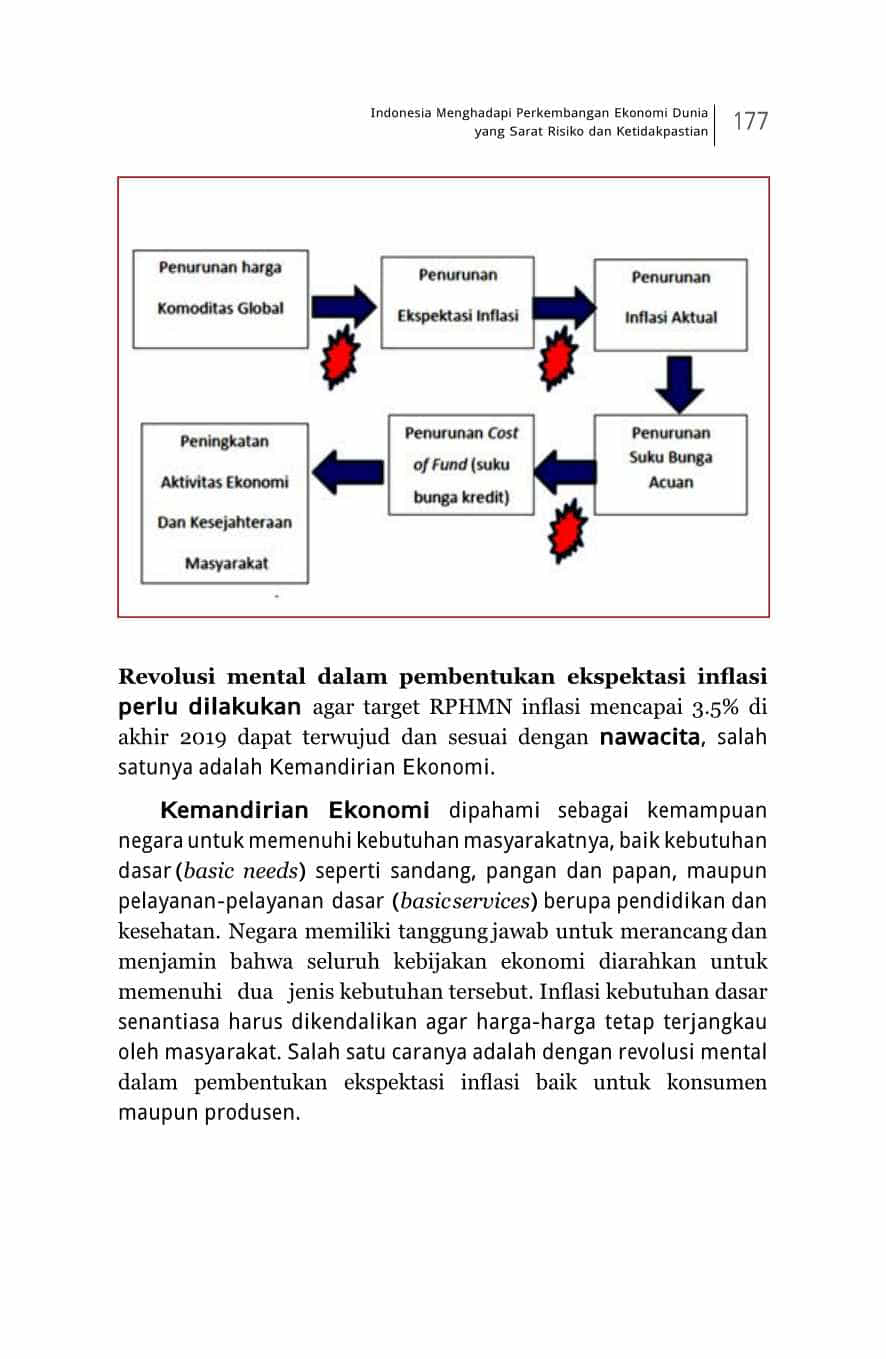 Indonesia Menghadapi Perkembangan Ekonomi Dunia
yang Sarat Risiko dan Ketidakpastian
177
Penurunan harga
Komoditas Global
Penurunan
Ekspektasi Inflasi
Penurunan
Inflasi Aktual
Peningkatan
Aktivitas Ekonomi
Dan Kesejahteraan
Masyarakat
Penurunan Cost
of Fund (suku
bunga kredit)
Penurunan
Suku Bunga
Acuan
Revolusi mental dalam pembentukan ekspektasi inflasi
perlu dilakukan agar target RPHMN inflasi mencapai 3.5% di
akhir 2019 dapat terwujud dan sesuai dengan nawacita, salah
satunya adalah Kemandirian Ekonomi.
Kemandirian Ekonomi dipahami sebagai kemampuan
negara untuk memenuhi kebutuhan masyarakatnya, baik kebutuhan
dasar (basic needs) seperti sandang, pangan dan papan, maupun
pelayanan-pelayanan dasar (basic services) berupa pendidikan dan
kesehatan. Negara memiliki tanggung jawab untuk merancang dan
menjamin bahwa seluruh kebijakan ekonomi diarahkan untuk
memenuhi dua jenis kebutuhan tersebut. Inflasi kebutuhan dasar
senantiasa harus dikendalikan agar harga-harga tetap terjangkau
oleh masyarakat. Salah satu caranya adalah dengan revolusi mental
dalam pembentukan ekspektasi inflasi baik untuk konsumen
maupun produsen.